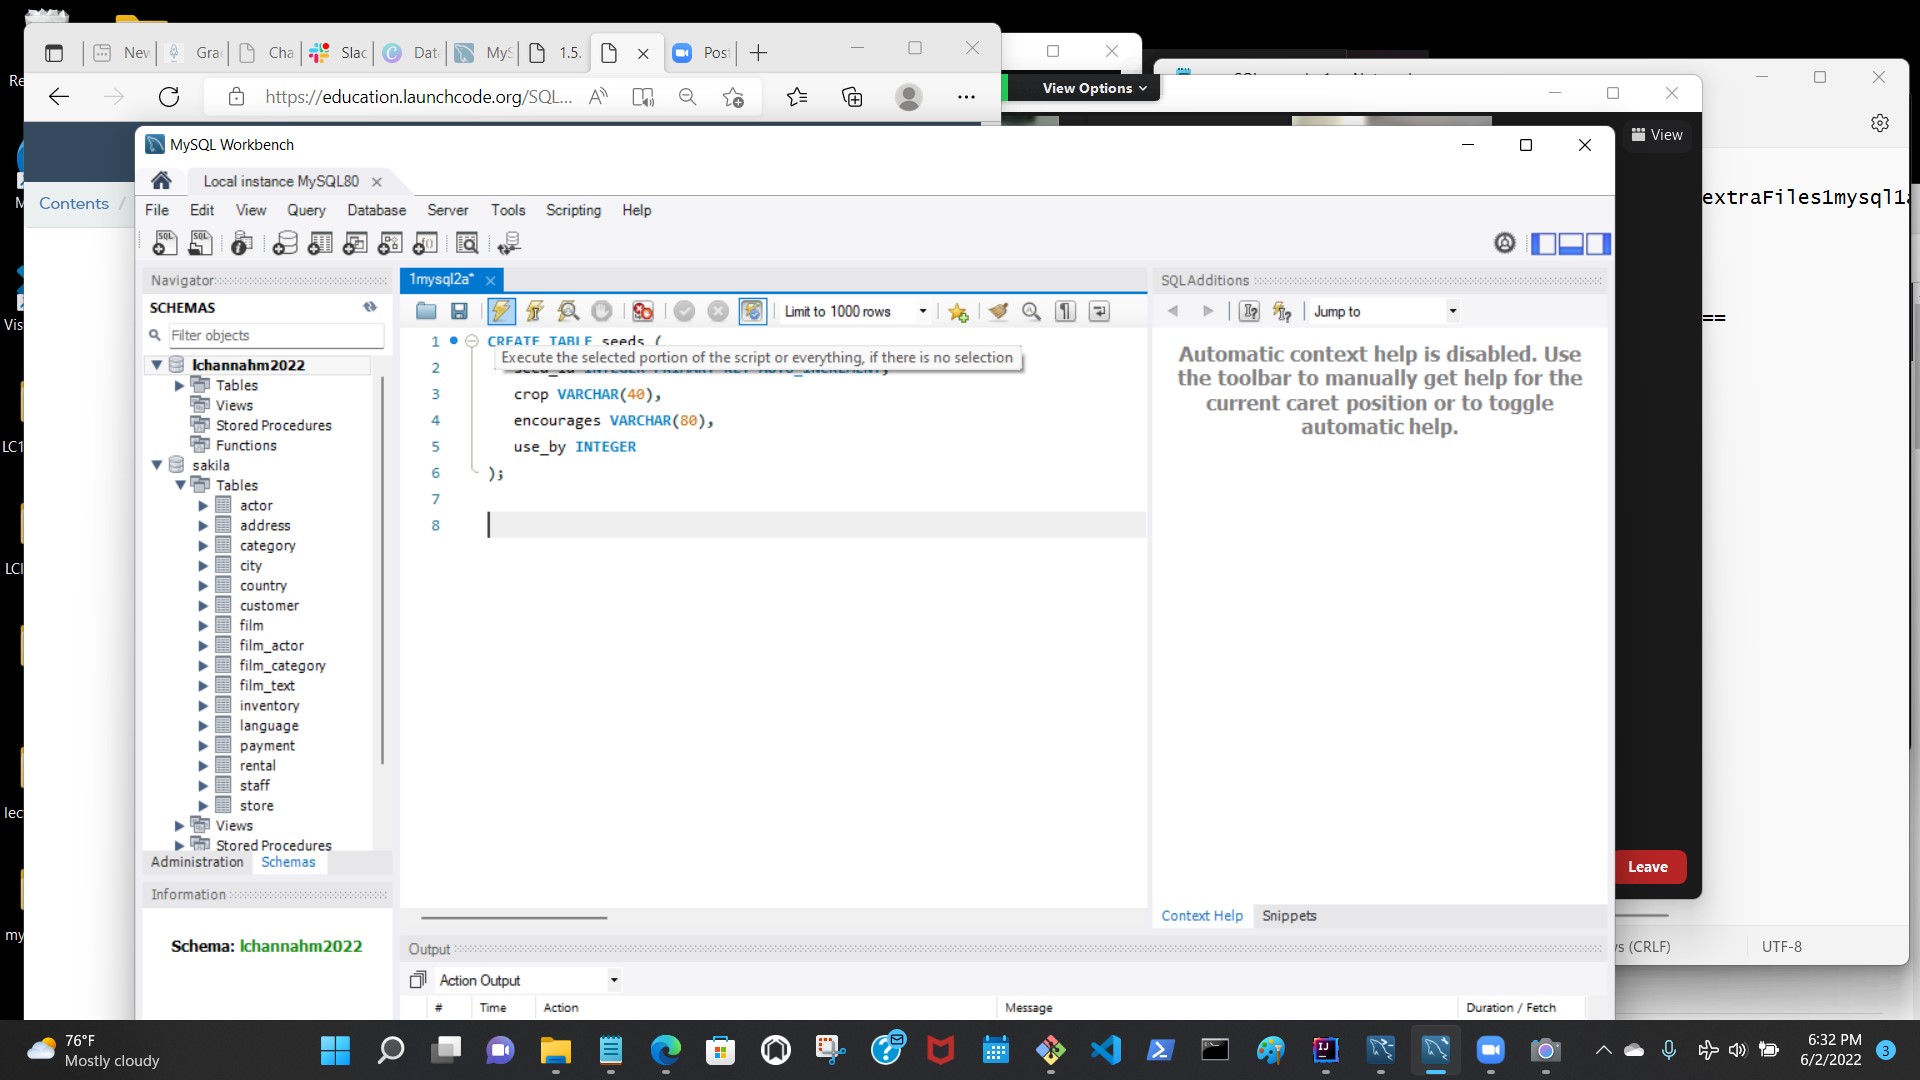 New
Gra
Cha
Slac
Dat
MyS
1.5.
Post
https://education.launchcode.org/SQL...
View Options
View
Contents /
MySQL Workbench
Local instance MySQL80
File Edit View Query Database Server Tools Scripting Help
extraFiles1mysql1
Navigator
SCHEMAS
Filter objects
lchannahm2022
Tables
Views
Stored Procedures
Functions
sakila
Tables
actor
address
category
city
country
customer
film
film_actor
film_category
film_text
inventory
language
payment
rental
staff
store
Views
Stored Procedures
Administration Schemas
Information
Schema: lchannahm2022
1mysql2a*
Limit to 1000 rows
1 CREATE TABLE seeds (
Execute the selected portion of the script or everything, if there is no selection
2 seed_id INTEGER PRIMARY KEY AUTO_INCREMENT,
3 crop VARCHAR(40),
4 encourages VARCHAR(80),
5 use_by INTEGER
6 );
7
8
SQLAdditions
Jump to
Automatic context help is disabled. Use
the toolbar to manually get help for the
current caret position or to toggle
automatic help.
==
Context Help Snippets
Leave
Output
Action Output
# Time Action Message Duration / Fetch
(CRLF) UTF-8
Re
M
Vis
LC1
LCI
lec
my
76°F
Mostly cloudy
6:32 PM
6/2/2022
3